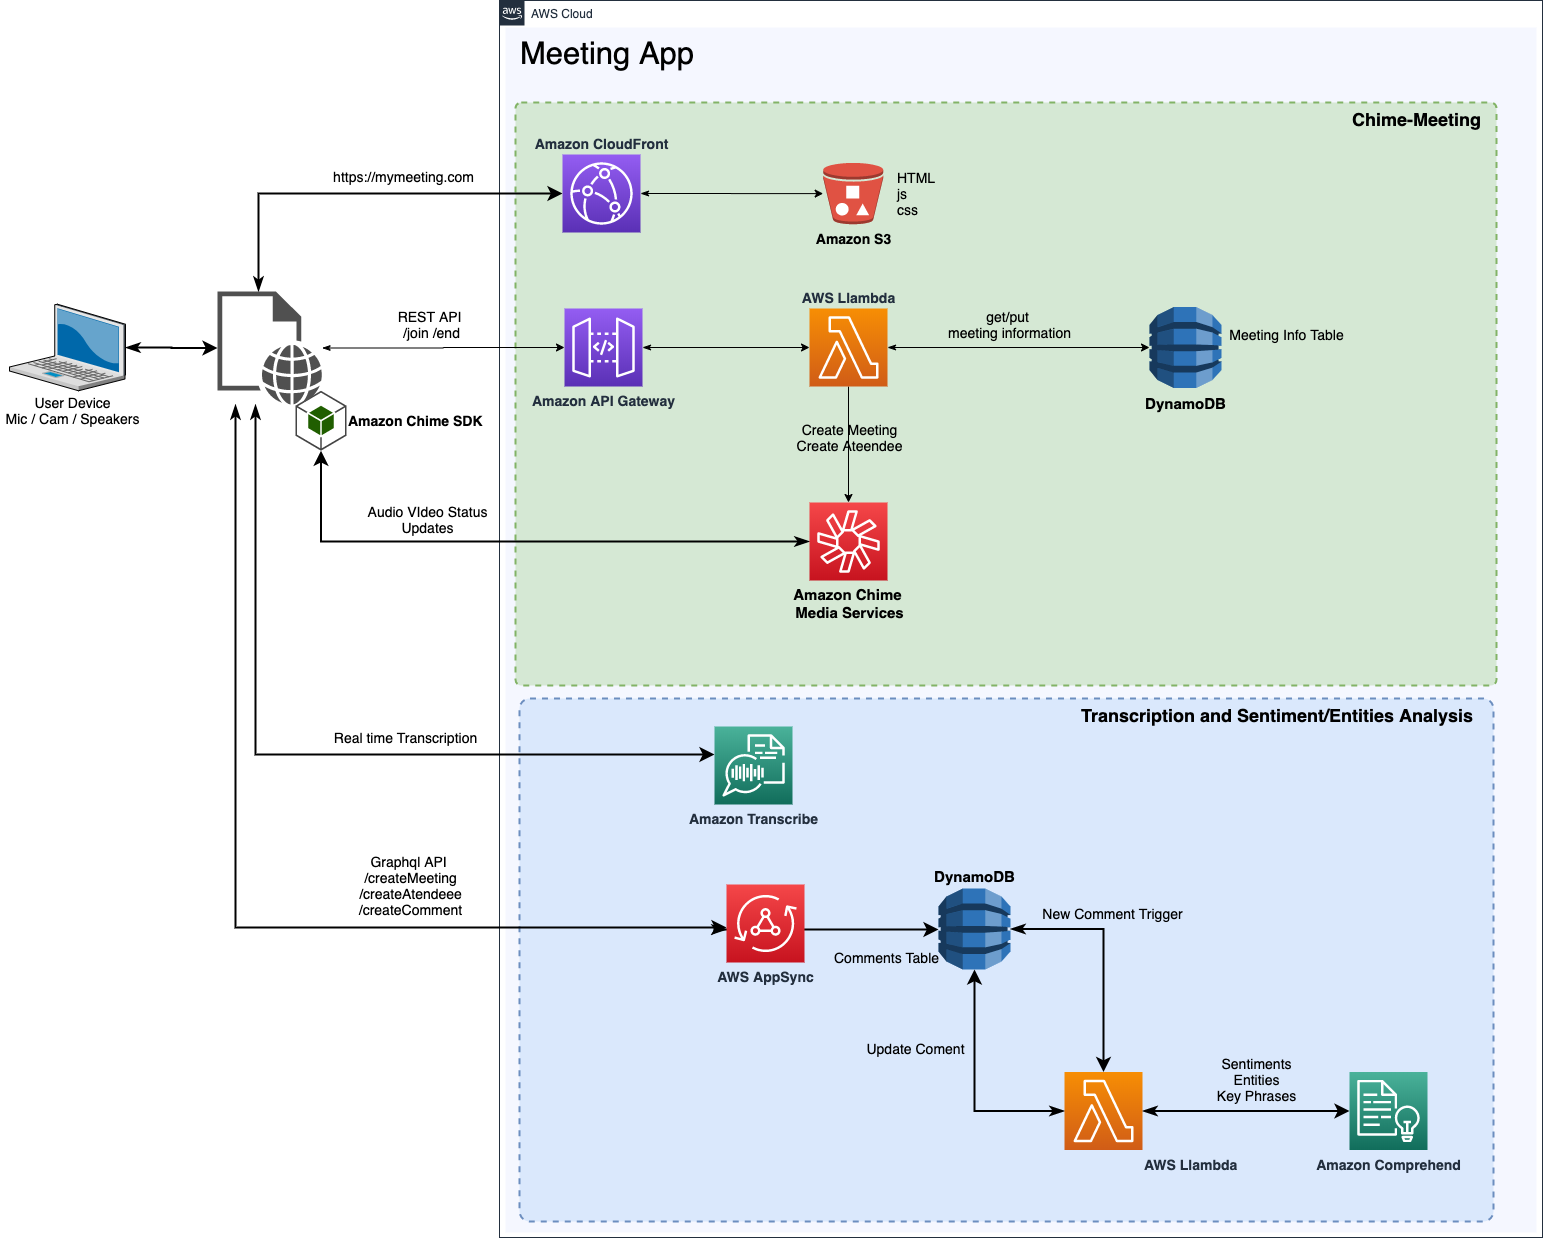 aws
AWS Cloud
Meeting App
Chime-Meeting
Amazon CloudFront
https://mymeeting.com
HTML
js
css
Amazon S3
AWS Llambda
REST API
/join /end
get/put
meeting information
Meeting Info Table
</>
Amazon API Gateway
DynamoDB
User Device
Mic / Cam / Speakers
Amazon Chime SDK
Create Meeting
Create Ateendee
Audio VIdeo Status
Updates
Amazon Chime
Media Services
Transcription and Sentiment/Entities Analysis
Real time Transcription
Amazon Transcribe
Graphql API
/createMeeting
/createAtendeee
/createComment
DynamoDB
New Comment Trigger
Comments Table
AWS AppSync
Update Coment
Sentiments
Entities
Key Phrases
AWS Llambda
Amazon Comprehend